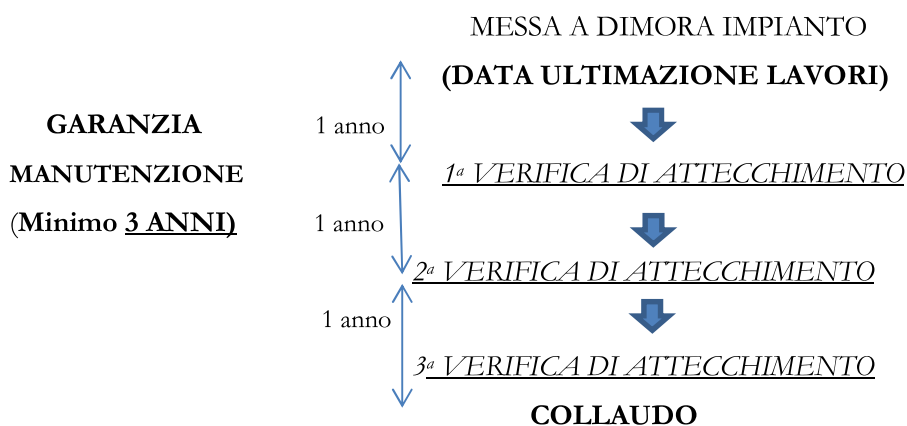 MESSA A DIMORA IMPIANTO
(DATA ULTIMAZIONE LAVORI)
GARANZIA
MANUTENZIONE
(Minimo 3 ANNI)
1 anno
1ª VERIFICA DI ATTECCHIMENTO
1 anno
2ª VERIFICA DI ATTECCHIMENTO
1 anno
3ª VERIFICA DI ATTECCHIMENTO
COLLAUDO